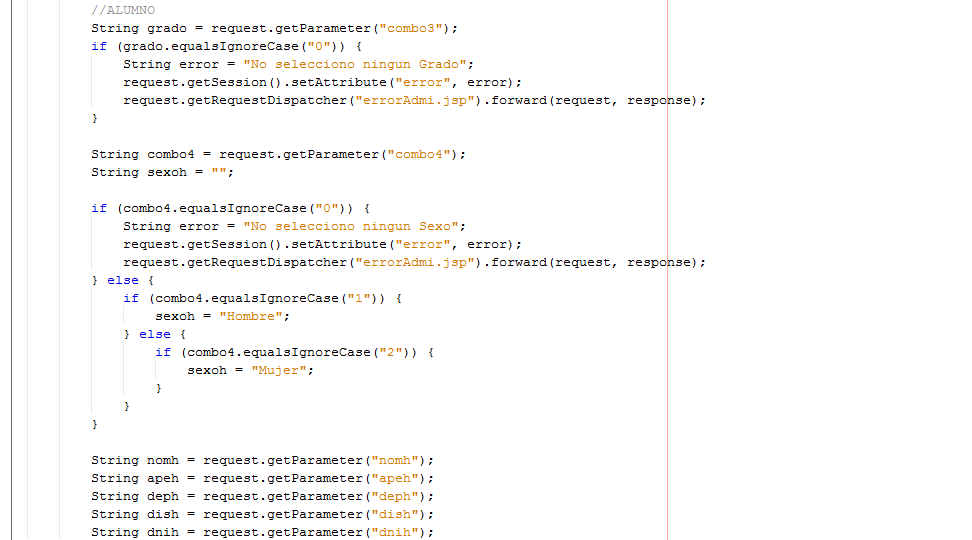 //ALUMNO
String grado = request.getParameter("combo3");
if (grado.equalsIgnoreCase("0")) {
String error = "No selecciono ningun Grado";
request.getSession().setAttribute("error", error);
request.getRequestDispatcher("errorAdmi.jsp").forward(request, response);
}
String combo4 = request.getParameter("combo4");
String sexoh = "";
if (combo4.equalsIgnoreCase("0")) {
String error = "No selecciono ningun Sexo";
request.getSession().setAttribute("error", error);
request.getRequestDispatcher("errorAdmi.jsp").forward(request, response);
} else {
if (combo4.equalsIgnoreCase("1")) {
sexoh = "Hombre";
} else {
if (combo4.equalsIgnoreCase("2")) {
sexoh = "Mujer";
}
}
}
String nomh = request.getParameter("nomh");
String apeh = request.getParameter("apeh");
String deph = request.getParameter("deph");
String dish = request.getParameter("dish");
String dnih = request.getParameter("dnih");